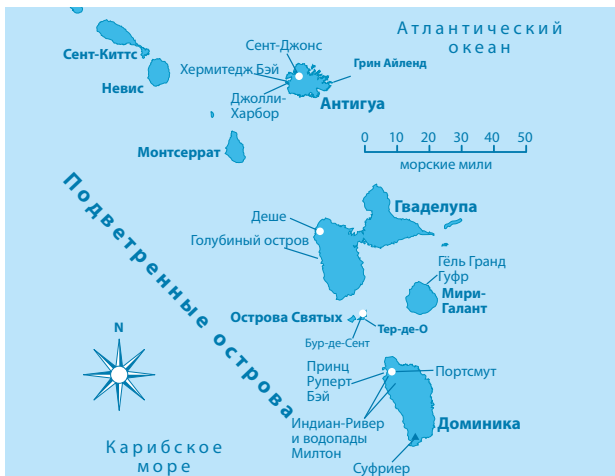 Атлантический
океан
Сент-Киттс
Невис
Сент-Джонс
Хермитедж Бэй
Грин Айленд
Джолли-
Харбор
Антигуа
Монтсеррат
0 10 20 30 40 50
морские мили
Подветренные острова
Гваделупа
Деше
Голубиный остров
Гёль Гранд
Гуфр
Мири-
Галант
Острова Святых
Тер-де-О
Бур-де-Сент
N
Принц
Руперт
Бэй
Портсмут
Индиан-Ривер
и водопады
Милтон
Доминика
Суфриер
Карибское
море